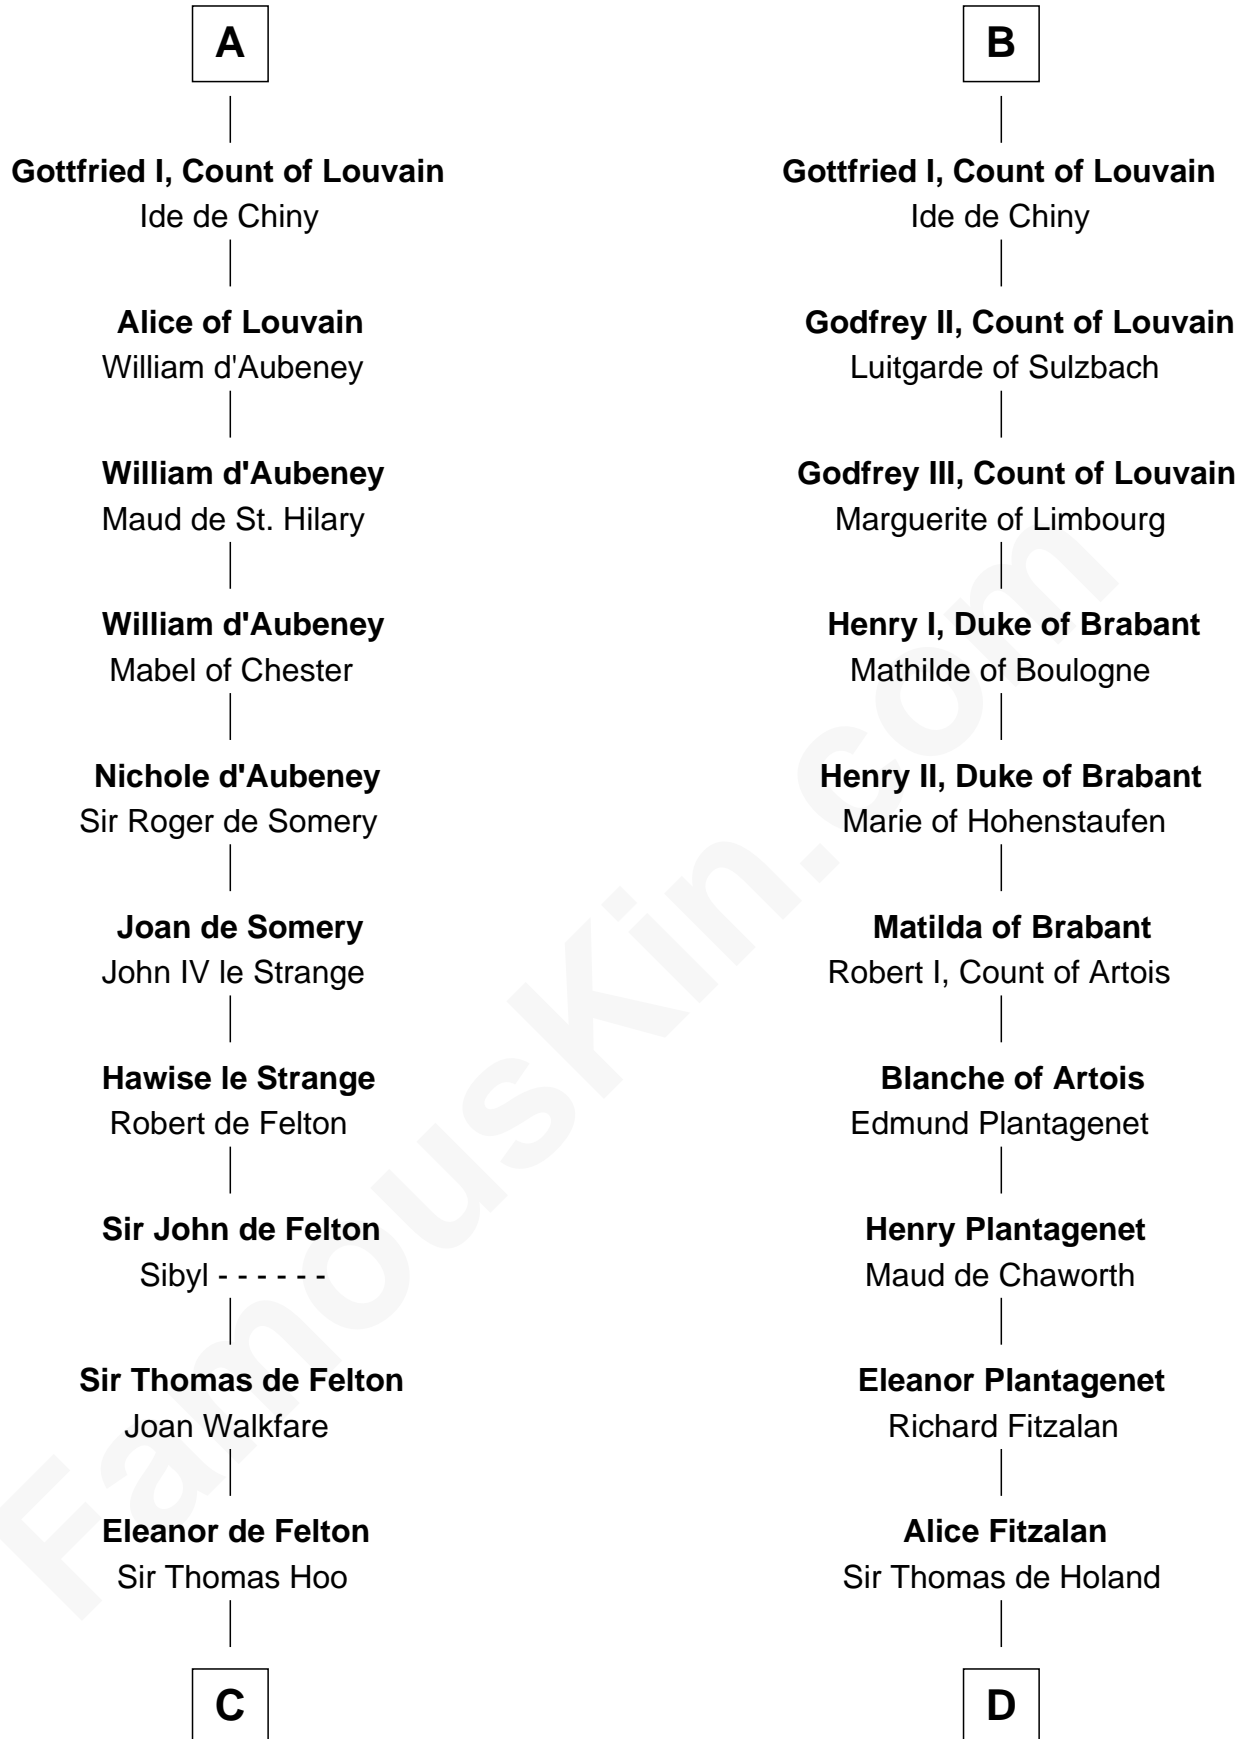 A
Gottfried I, Count of Louvain
Ide de Chiny
Alice of Louvain
William d'Aubeney
William d'Aubeney
Maud de St. Hilary
William d'Aubeney
Mabel of Chester
Nichole d'Aubeney
Sir Roger de Somery
Joan de Somery
John IV le Strange
Hawise le Strange
Robert de Felton
Sir John de Felton
Sibyl - - - - - -
Sir Thomas de Felton
Joan Walkfare
Eleanor de Felton
Sir Thomas Hoo
C
B
Gottfried I, Count of Louvain
Ide de Chiny
Godfrey II, Count of Louvain
Luitgarde of Sulzbach
Godfrey III, Count of Louvain
Marguerite of Limbourg
Henry I, Duke of Brabant
Mathilde of Boulogne
Henry II, Duke of Brabant
Marie of Hohenstaufen
Matilda of Brabant
Robert I, Count of Artois
Blanche of Artois
Edmund Plantagenet
Henry Plantagenet
Maud de Chaworth
Eleanor Plantagenet
Richard Fitzalan
Alice Fitzalan
Sir Thomas de Holand
D
FamousKin.com